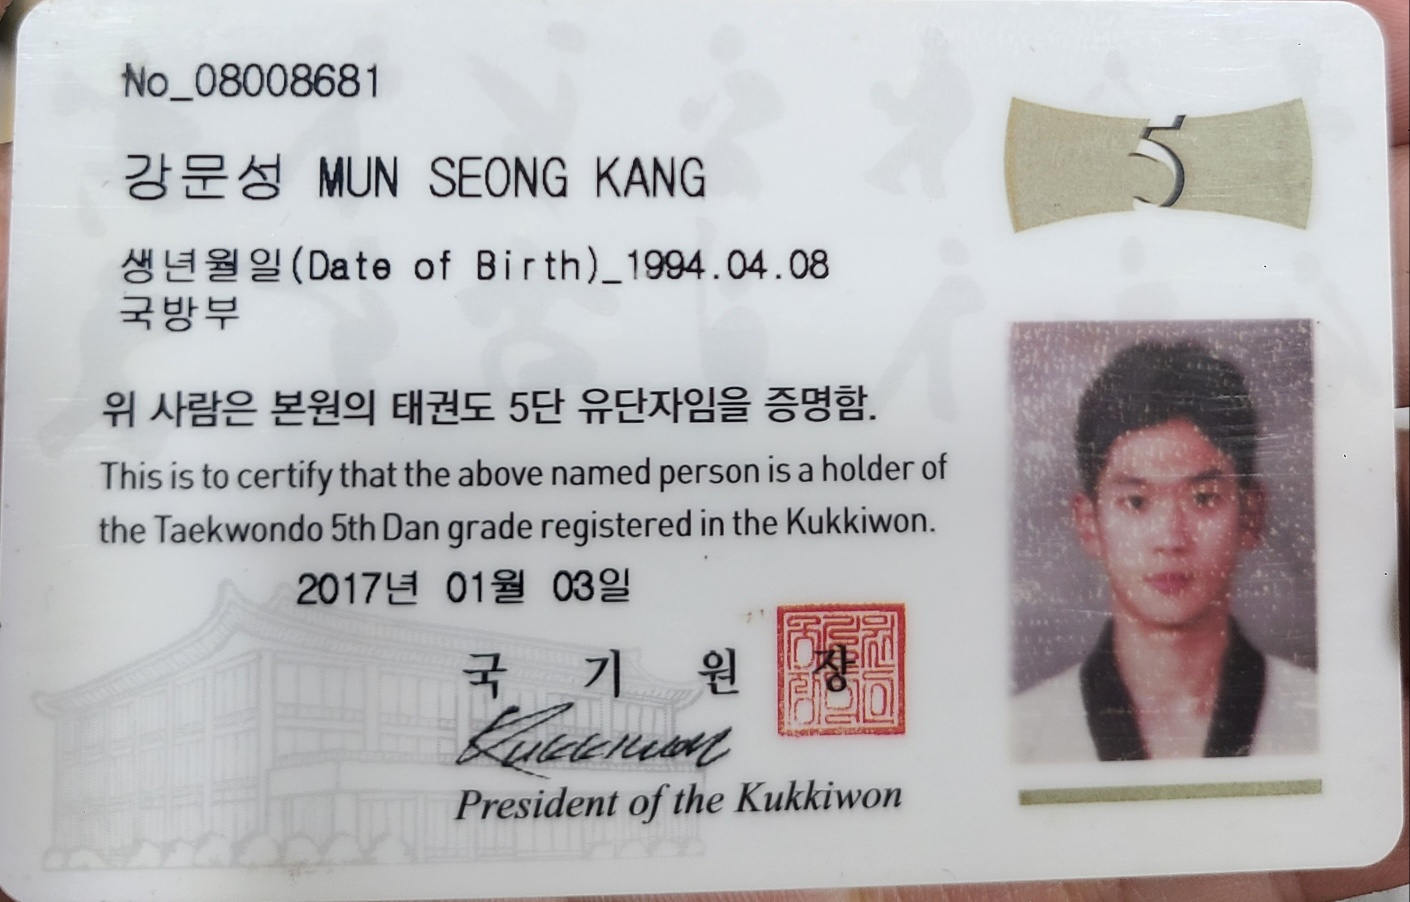 No_08008681
5
강문성 MUN SEONG KANG
생년월일(Date of Birth)_1994.04.08
국방부
위 사람은 본원의 태권도 5단 유단자임을 증명함.
This is to certify that the above named person is a holder of
the Taekwondo 5th Dan grade registered in the Kukkiwon.
2017년 01월 03일
국 기 원 장
Kukkiwon
President of the Kukkiwon